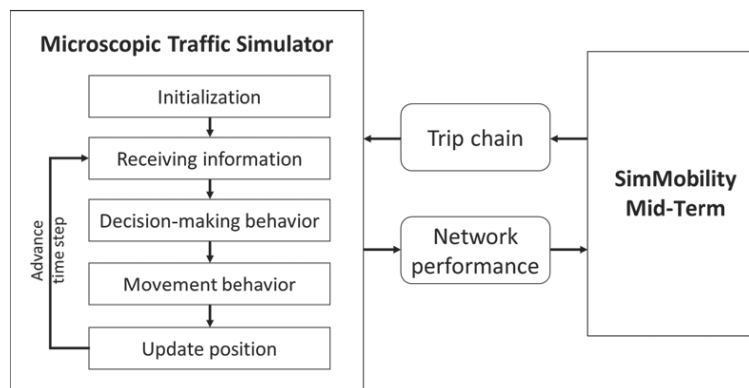 Microscopic Traffic Simulator
Initialization
Receiving information
Decision-making behavior
Movement behavior
Update position
Advance
time step
Trip chain
Network
performance
SimMobility
Mid-Term